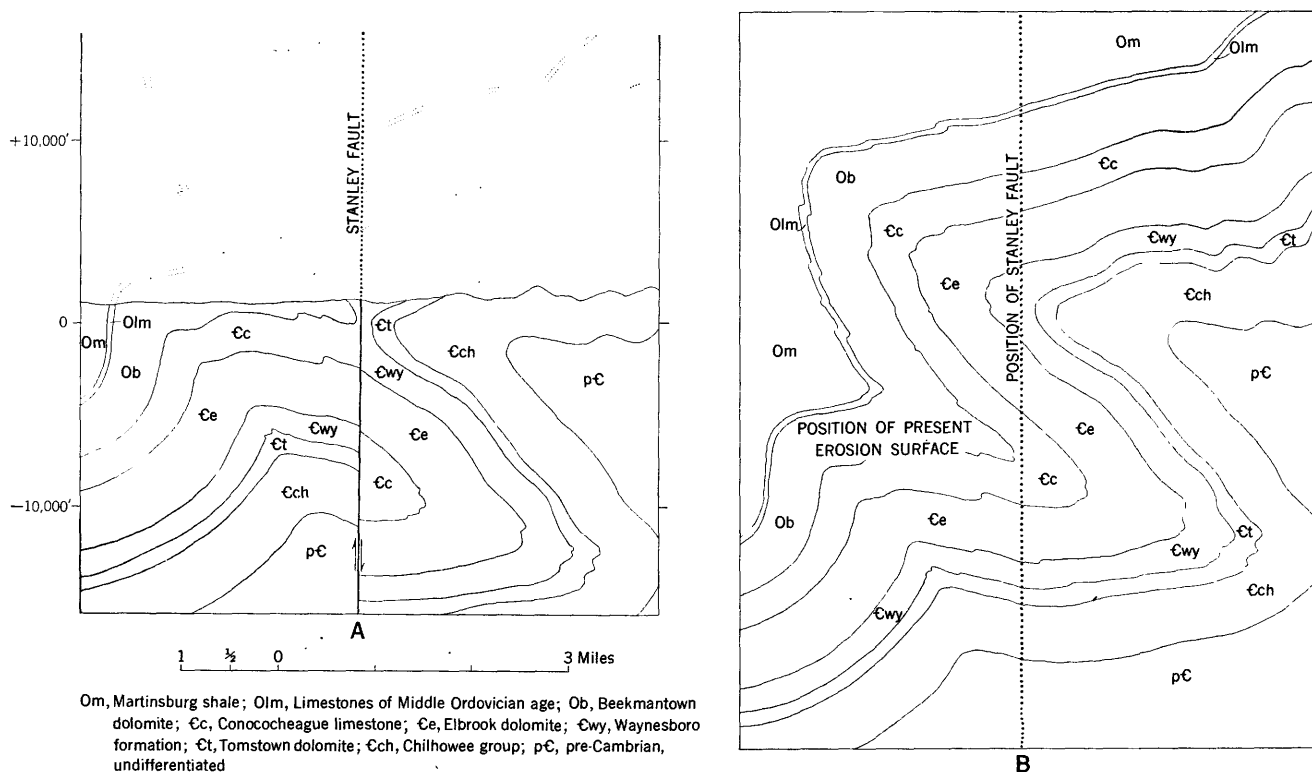 +10,000'
0
−10,000'
STANLEY FAULT
Om
Olm
Ob
Єc
Єe
Єwy
Єt
Єch
pЄ
Єt
Єch
Єwy
pЄ
Єe
Єc
A
1 ½ 0 3 Miles
Om, Martinsburg shale; Olm, Limestones of Middle Ordovician age; Ob, Beekmantown
dolomite; Єc, Conococheague limestone; Єe, Elbrook dolomite; Єwy, Waynesboro
formation; Єt, Tomstown dolomite; Єch, Chilhowee group; pЄ, pre-Cambrian,
undifferentiated
Om
Olm
Ob
Єc
Olm
Єc
POSITION OF STANLEY FAULT
Єwy
Єt
Єe
Єch
Om
pЄ
POSITION OF PRESENT
EROSION SURFACE
Єe
Єc
Ob
Єe
Єt
Єwy
Єch
Єwy
pЄ
B